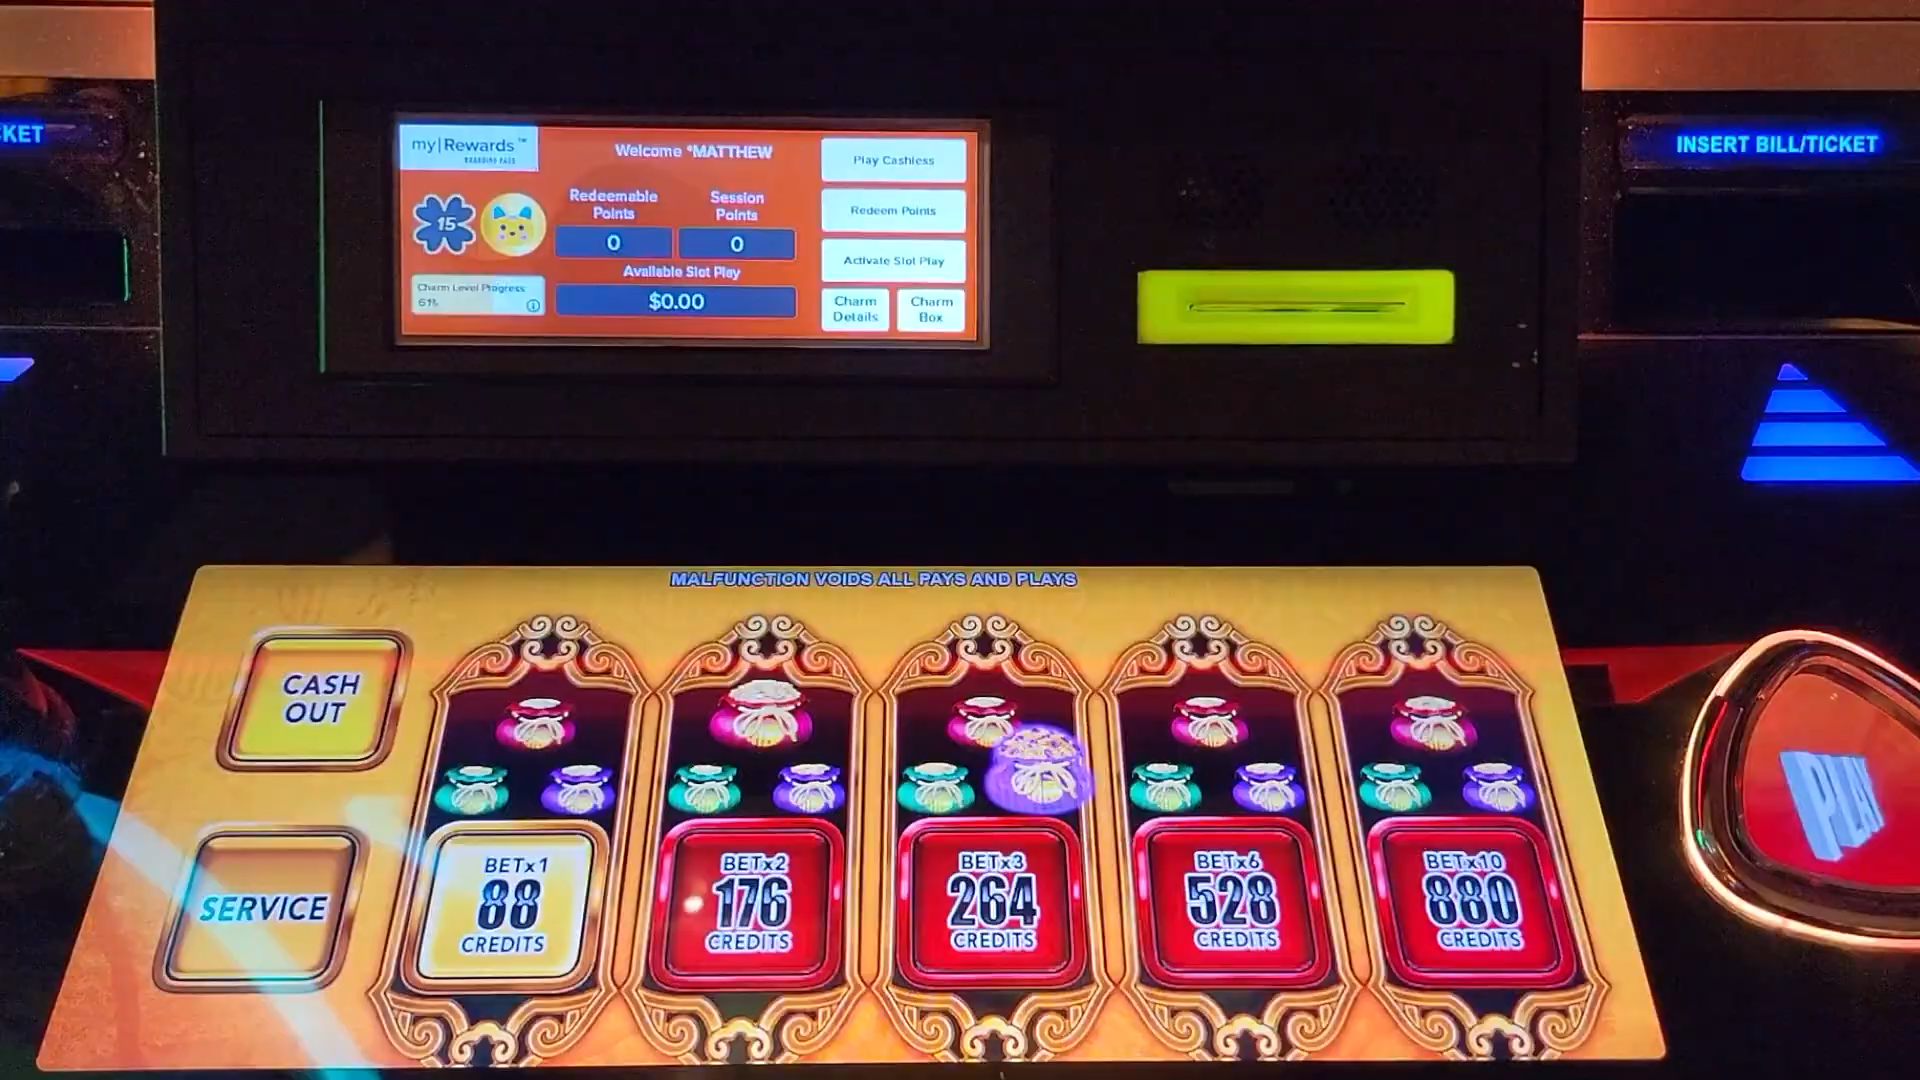 CKET
my|Rewards™
BOARDING PASS
Welcome *MATTHEW
Play Cashless
Redeemable
Points
Session
Points
Redeem Points
15
0
0
Available Slot Play
Activate Slot Play
Charm Level Progress:
61%
$0.00
Charm
Details
Charm
Box
INSERT BILL/TICKET
MALFUNCTION VOIDS ALL PAYS AND PLAYS
CASH
OUT
SERVICE
BETx1
88
CREDITS
BETx2
176
CREDITS
BETx3
264
CREDITS
BETx6
528
CREDITS
BETx10
880
CREDITS
PLAY